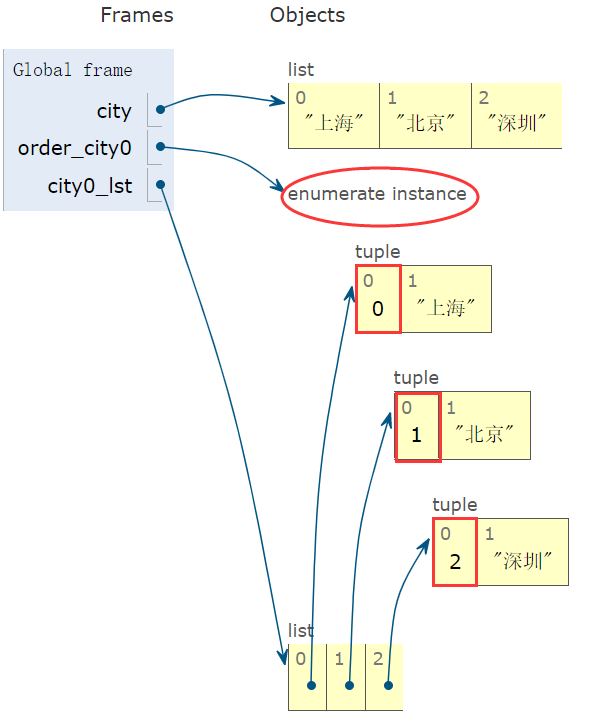 Frames Objects
Global frame
city
order_city0
city0_lst
list
0 1 2
"上海" "北京" "深圳"
enumerate instance
tuple
0 1
0 "上海"
tuple
0 1
1 "北京"
tuple
0 1
2 "深圳"
list
0 1 2